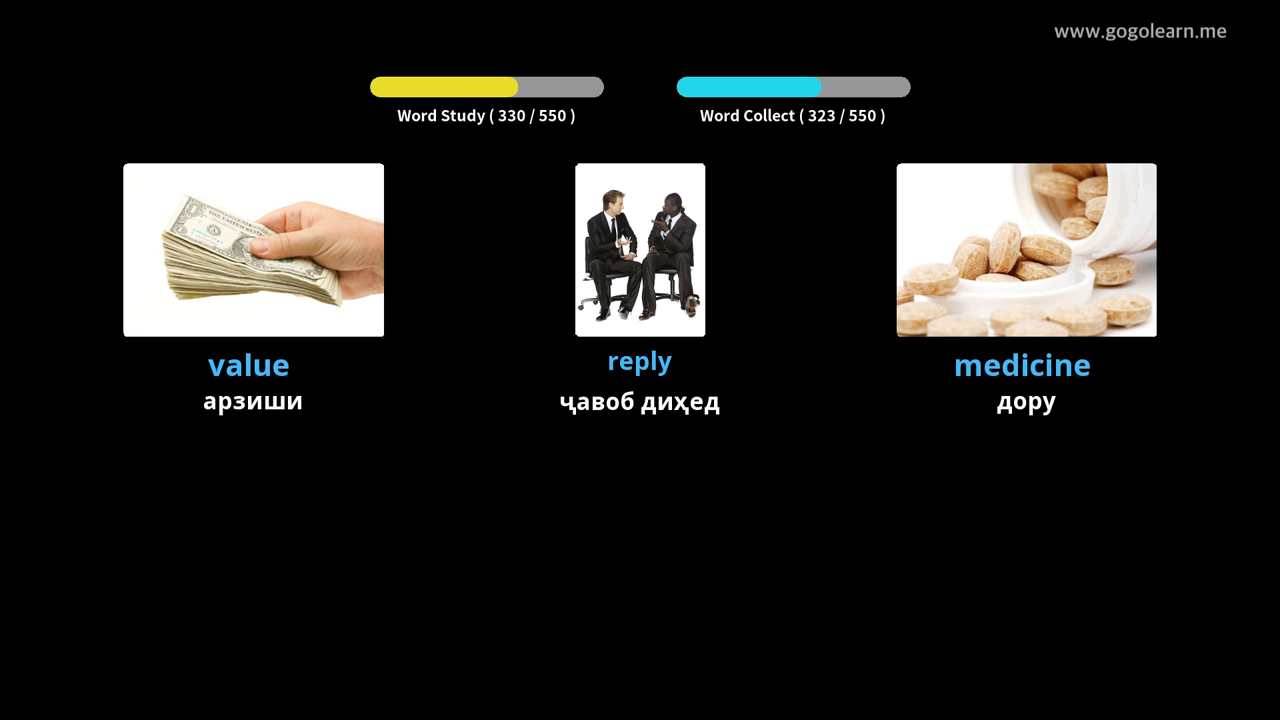 www.gogolearn.me
Word Study ( 330 / 550 )
Word Collect ( 323 / 550 )
value
арзиши
reply
ҷавоб диҳед
medicine
дору